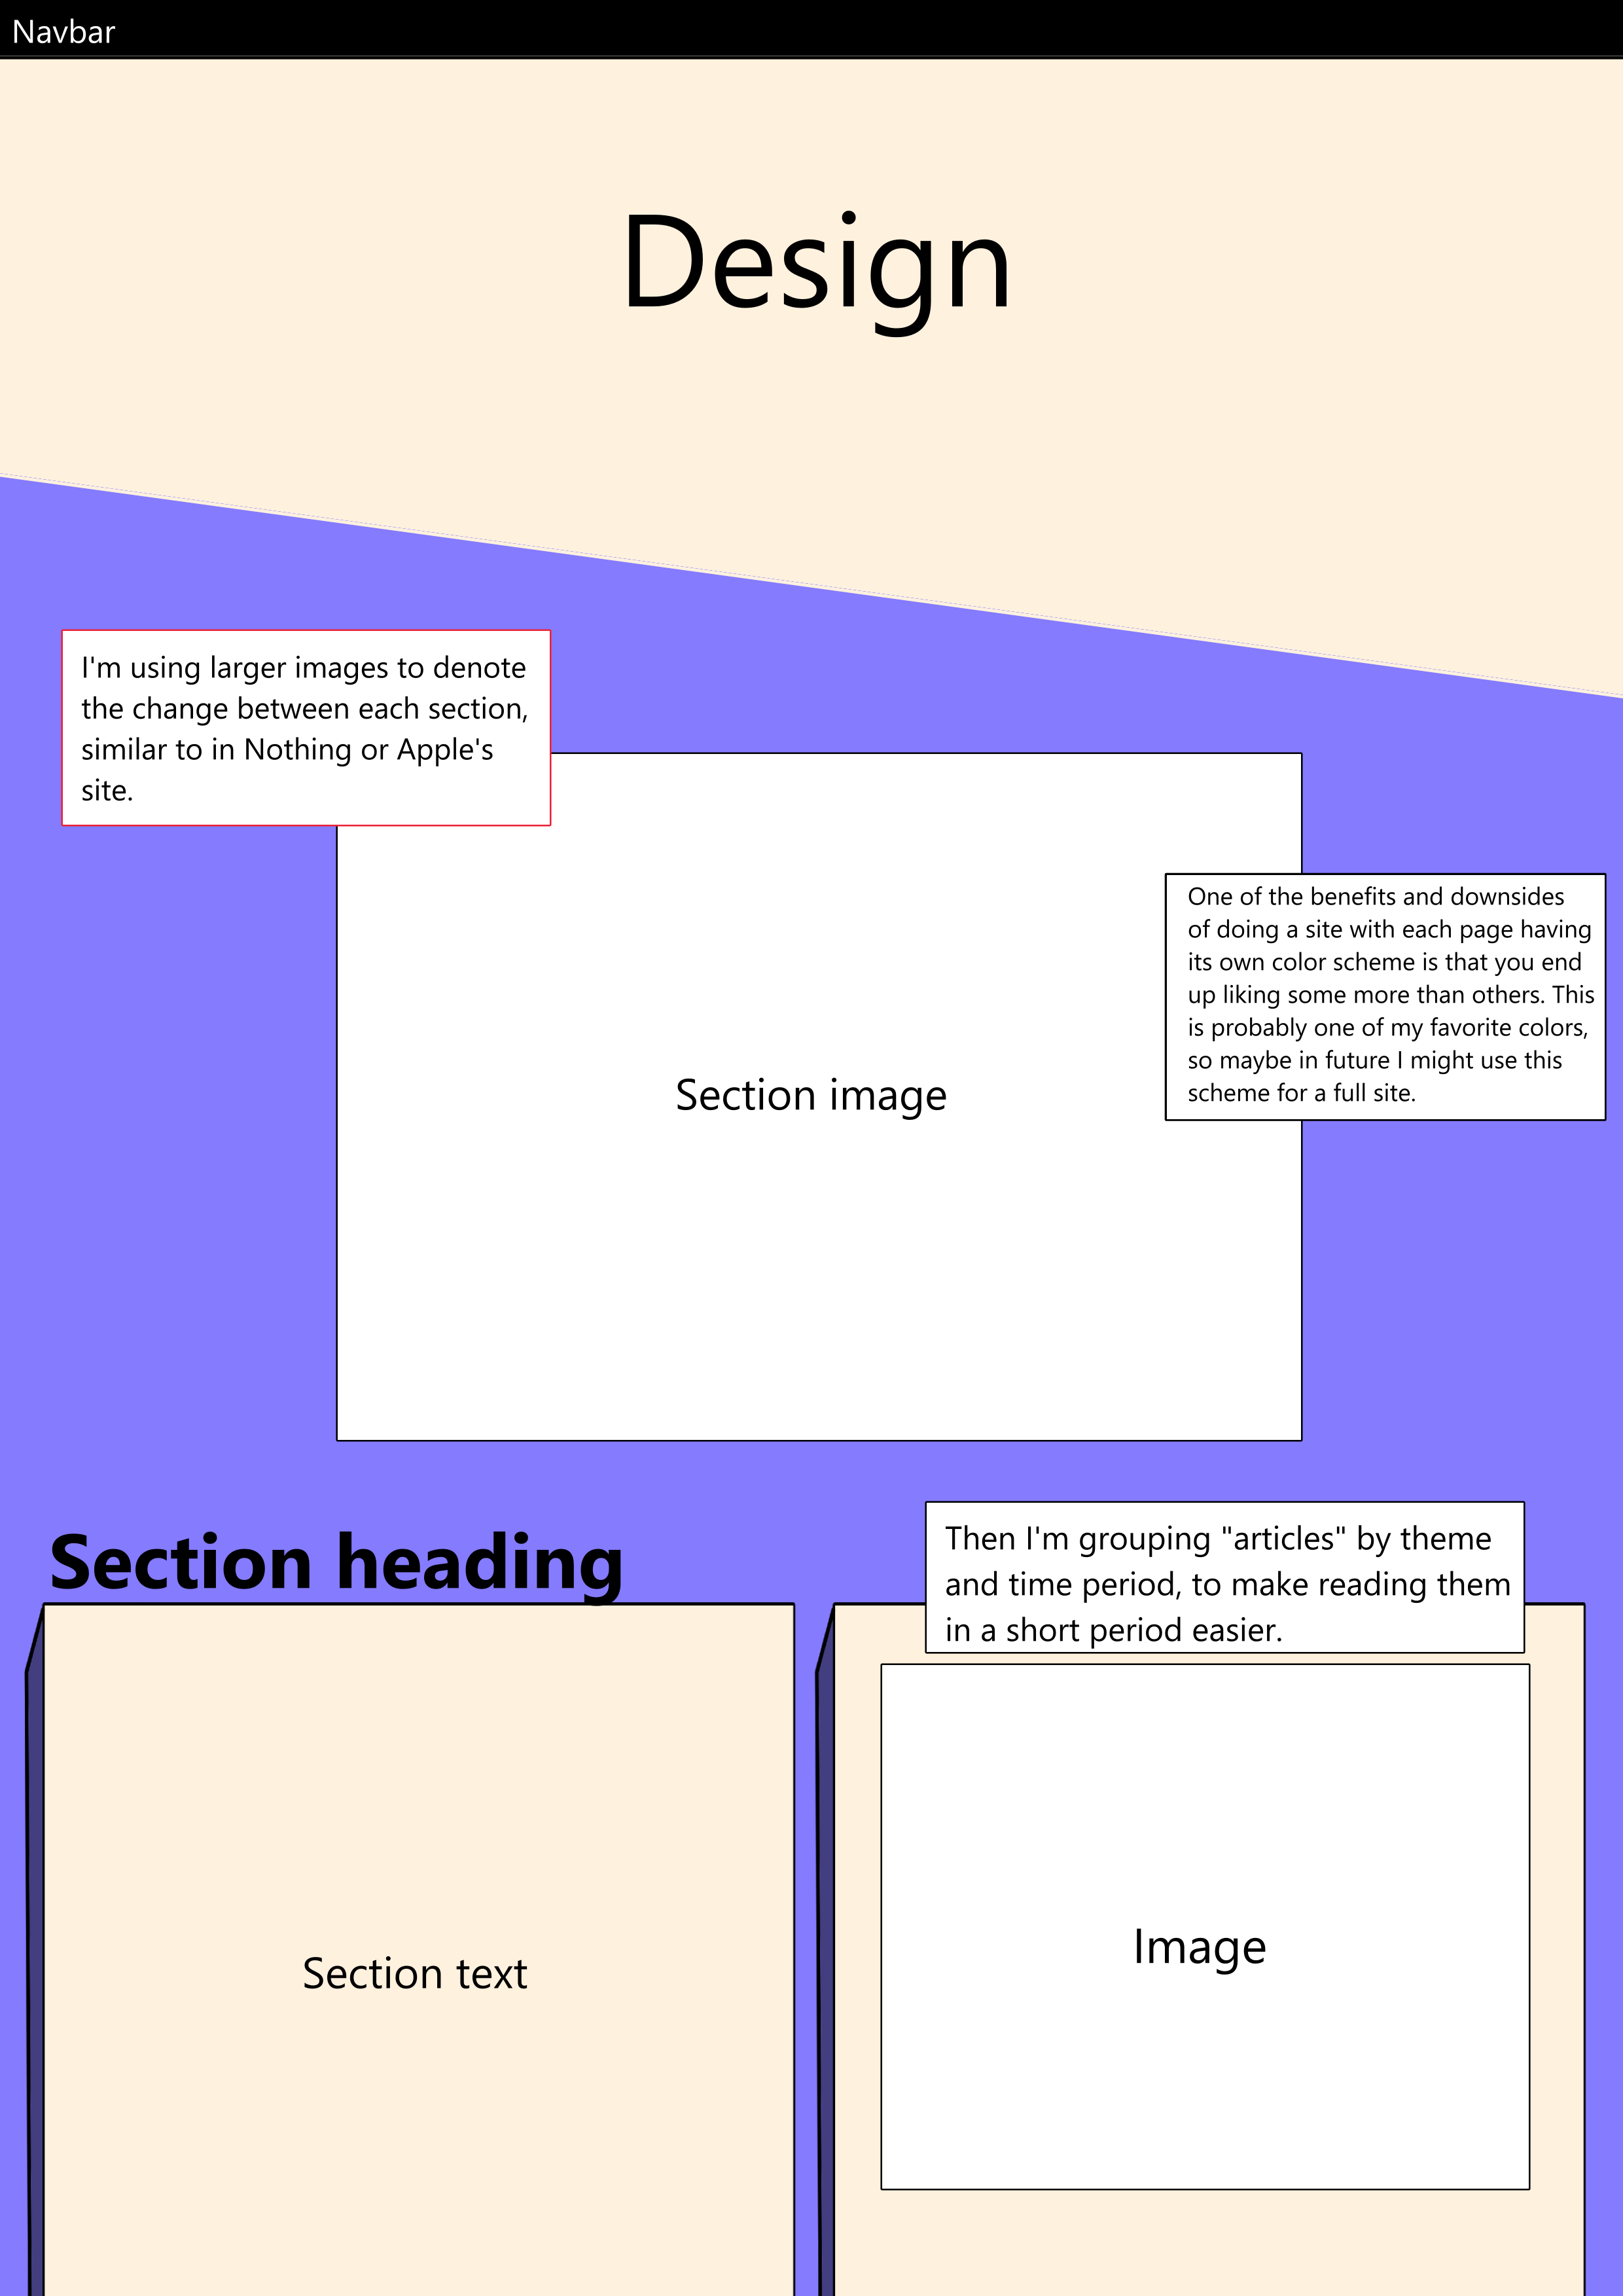 Navbar
Design
I'm using larger images to denote
the change between each section,
similar to in Nothing or Apple's
site.
One of the benefits and downsides
of doing a site with each page having
its own color scheme is that you end
up liking some more than others. This
is probably one of my favorite colors,
so maybe in future I might use this
scheme for a full site.
Section image
Section heading
Then I'm grouping "articles" by theme
and time period, to make reading them
in a short period easier.
Section text
Image